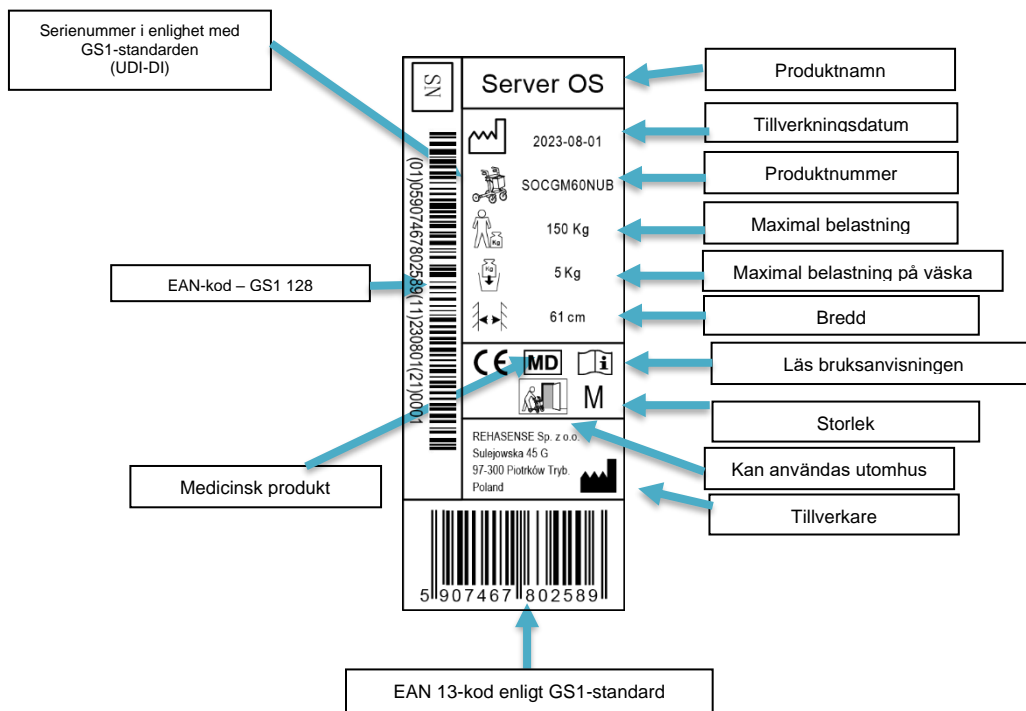 Serienummer i enlighet med
GS1-standarden
(UDI-DI)
EAN-kod – GS1 128
Medicinsk produkt
SN
(01)05907467802589(11)230801(21)0001
Server OS
2023-08-01
SOCGM60NUB
Kg
150 Kg
Kg
5 Kg
61 cm
CE MD i
M
REHASENSE Sp. z o.o.
Sulejowska 45 G
97-300 Piotrków Tryb.
Poland
5 907467 802589
Produktnamn
Tillverkningsdatum
Produktnummer
Maximal belastning
Maximal belastning på väska
Bredd
Läs bruksanvisningen
Storlek
Kan användas utomhus
Tillverkare
EAN 13-kod enligt GS1-standard